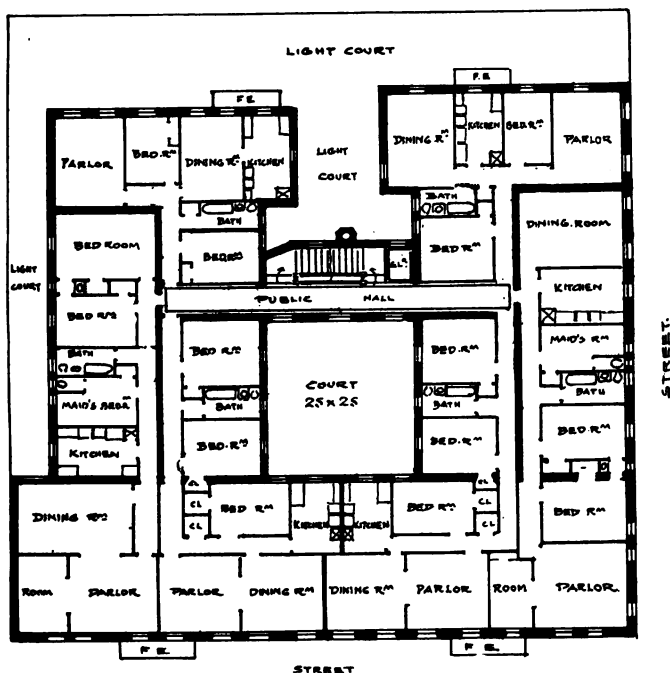 LIGHT COURT
F.E.
F.E.
PARLOR
BED RM
DINING RM
KITCHEN
LIGHT
COURT
DINING RM
KITCHEN
BED RM
PARLOR
BATH
BATH
BED ROOM
BED RM
BED RM
DINING ROOM
LIGHT
COURT
PUBLIC HALL
KITCHEN
BED RM
BED RM
BED RM
MAID'S RM
BATH
COURT
25 x 25
BATH
BATH
BATH
MAID'S BEDR.
BED RM
BED RM
BED RM
KITCHEN
CL
CL
CL
BED RM
KITCHEN
KITCHEN
BED RM
CL
CL
CL
BED RM
DINING RM
ROOM
PARLOR
PARLOR
DINING RM
DINING RM
PARLOR
ROOM
PARLOR
F.E.
F.E.
STREET
STREET.